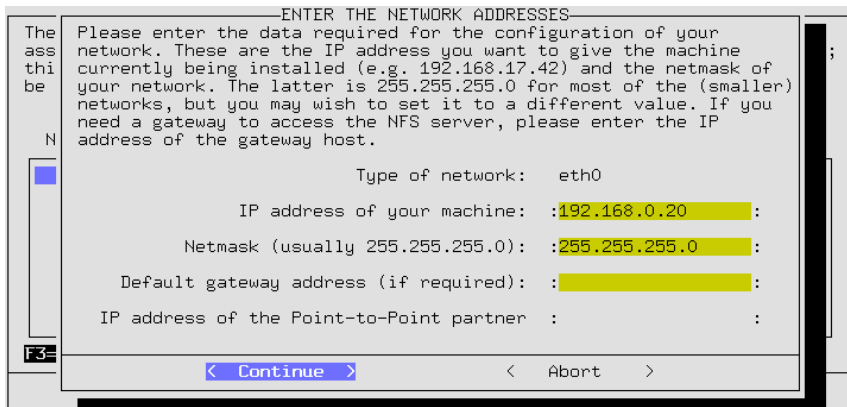 ENTER THE NETWORK ADDRESSES
The Please enter the data required for the configuration of your
ass network. These are the IP address you want to give the machine ;
thi currently being installed (e.g. 192.168.17.42) and the netmask of
be your network. The latter is 255.255.255.0 for most of the (smaller)
networks, but you may wish to set it to a different value. If you
need a gateway to access the NFS server, please enter the IP
N address of the gateway host.
Type of network: eth0
IP address of your machine: :192.168.0.20 :
Netmask (usually 255.255.255.0): :255.255.255.0 :
Default gateway address (if required): : :
IP address of the Point-to-Point partner : :
F3=
< Continue > < Abort >